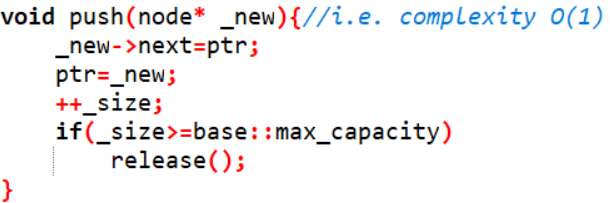 void push(node* _new){//i.e. complexity O(1)
    _new->next=ptr;
    ptr=_new;
    ++_size;
    if(_size>=base::max_capacity)
        release();
}